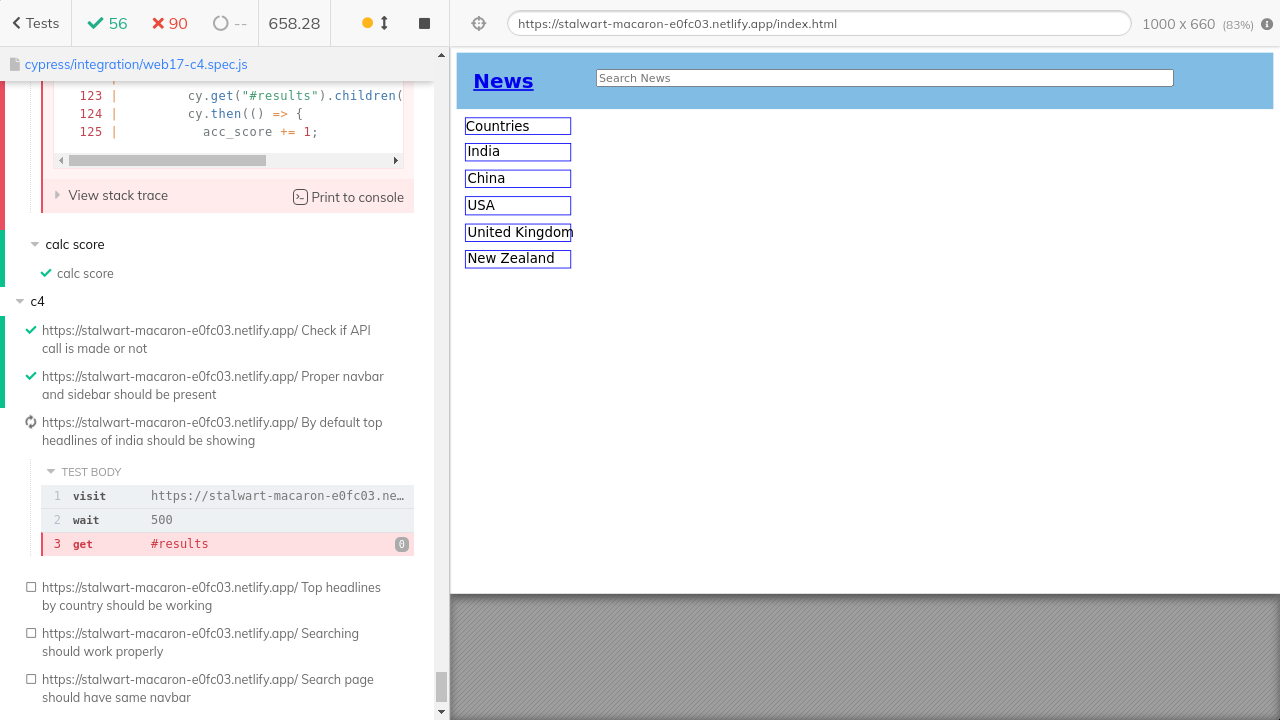 Tests
56
90
--
658.28
cypress/integration/web17-c4.spec.js
123 | cy.get("#results").children(
124 | cy.then(() => {
125 | acc_score += 1;
View stack trace
Print to console
calc score
calc score
c4
https://stalwart-macaron-e0fc03.netlify.app/ Check if API
call is made or not
https://stalwart-macaron-e0fc03.netlify.app/ Proper navbar
and sidebar should be present
https://stalwart-macaron-e0fc03.netlify.app/ By default top
headlines of india should be showing
TEST BODY
1 visit https://stalwart-macaron-e0fc03.ne…
2 wait 500
3 get #results 0
https://stalwart-macaron-e0fc03.netlify.app/ Top headlines
by country should be working
https://stalwart-macaron-e0fc03.netlify.app/ Searching
should work properly
https://stalwart-macaron-e0fc03.netlify.app/ Search page
should have same navbar
https://stalwart-macaron-e0fc03.netlify.app/index.html
1000 x 660 (83%)
News
Search News
Countries
India
China
USA
United Kingdom
New Zealand